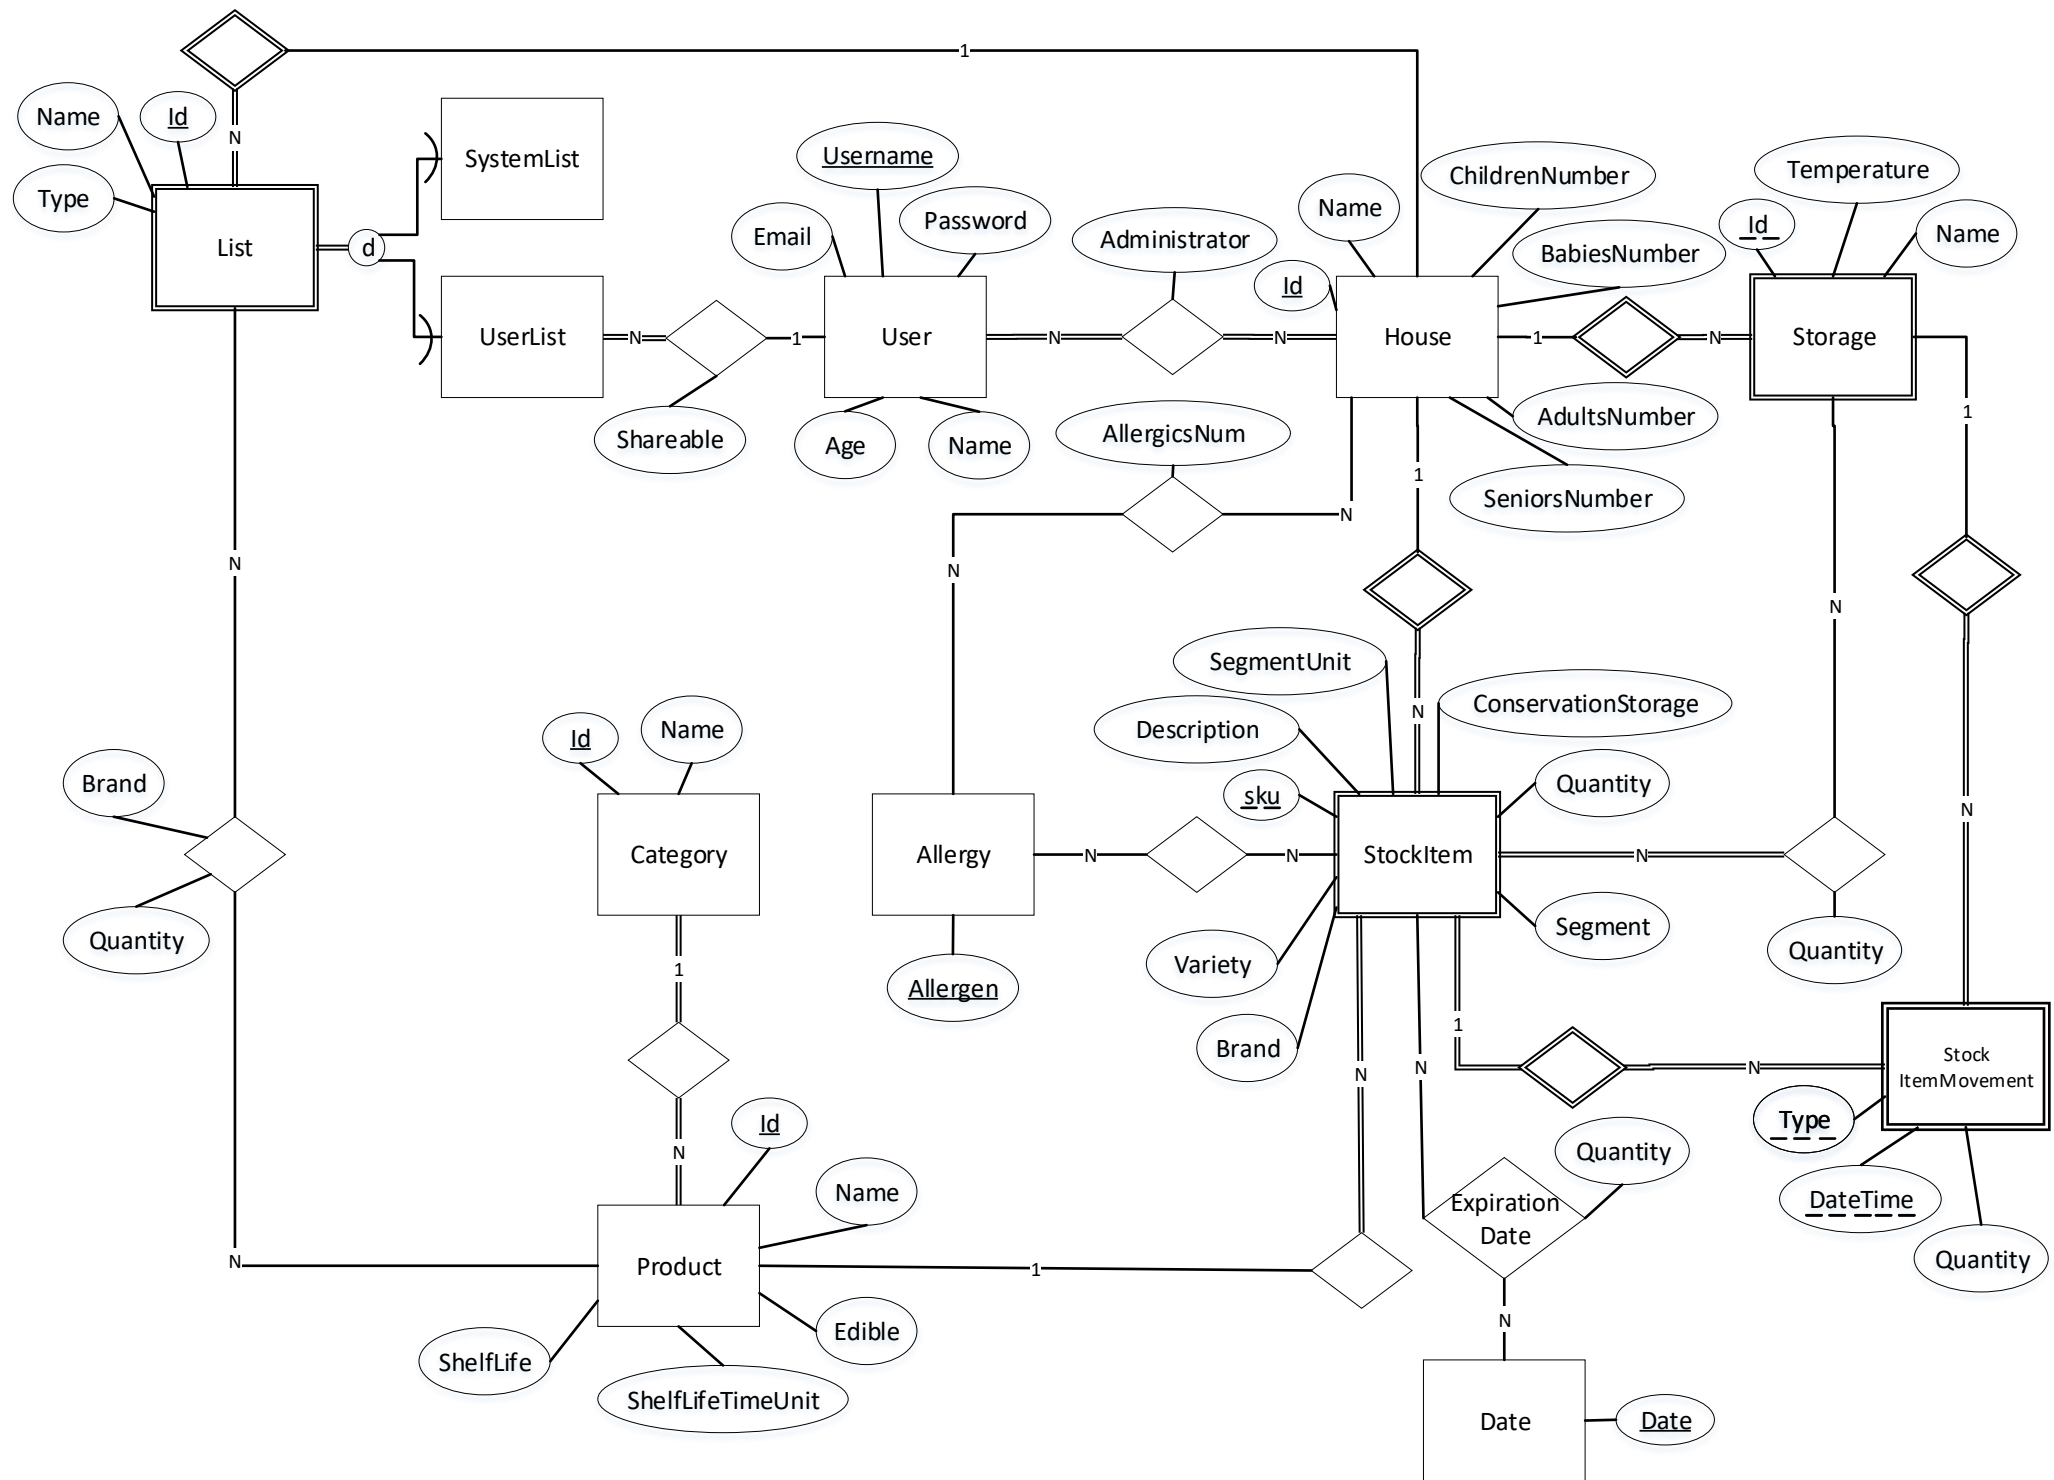 1
Name
Id
N
Type
List
d
SystemList
UserList
N
1
Shareable
Username
Email
Password
User
Age
Name
Administrator
N
N
AllergicsNum
N
N
Name
Id
ChildrenNumber
BabiesNumber
House
1
N
AdultsNumber
SeniorsNumber
1
Temperature
Id
Name
Storage
1
N
N
N
Brand
Quantity
N
Id
Name
Category
1
N
Id
Name
Product
Edible
ShelfLife
ShelfLifeTimeUnit
1
Allergy
Allergen
N
N
SegmentUnit
Description
sku
N
ConservationStorage
Quantity
StockItem
N
Segment
Variety
Brand
Quantity
N
N
1
N
Stock
ItemMovement
Type
DateTime
Quantity
Quantity
Expiration
Date
N
Date
Date